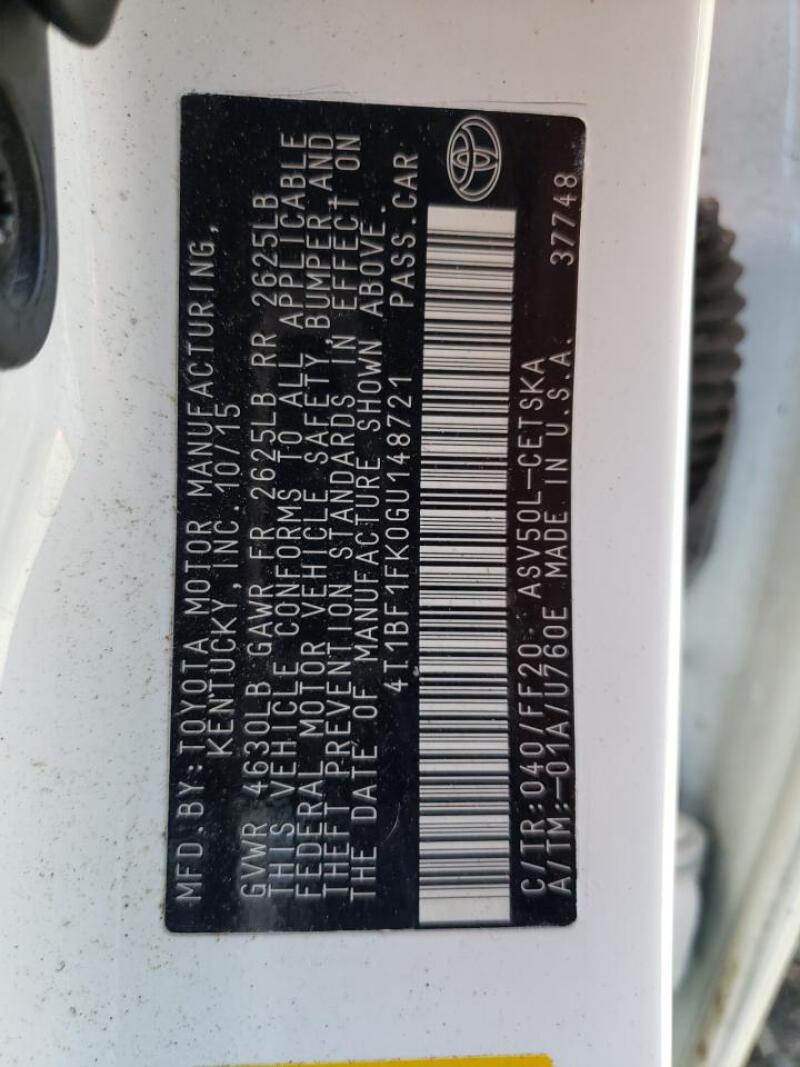 MFD.BY:TOYOTA MOTOR MANUFACTURING,
KENTUCKY,INC. 10/15
GVWR 4630LB GAWR FR 2625LB RR 2625LB
THIS VEHICLE CONFORMS TO ALL APPLICABLE
FEDERAL MOTOR VEHICLE SAFETY,BUMPER,AND
THEFT PREVENTION STANDARDS IN EFFECT ON
THE DATE OF MANUFACTURE SHOWN ABOVE.
4T1BF1FK0GU148721 PASS.CAR
C/TR:040/FF20 ASV50L-CETSKA
A/TM:-01A/U760E MADE IN U.S.A. 37748